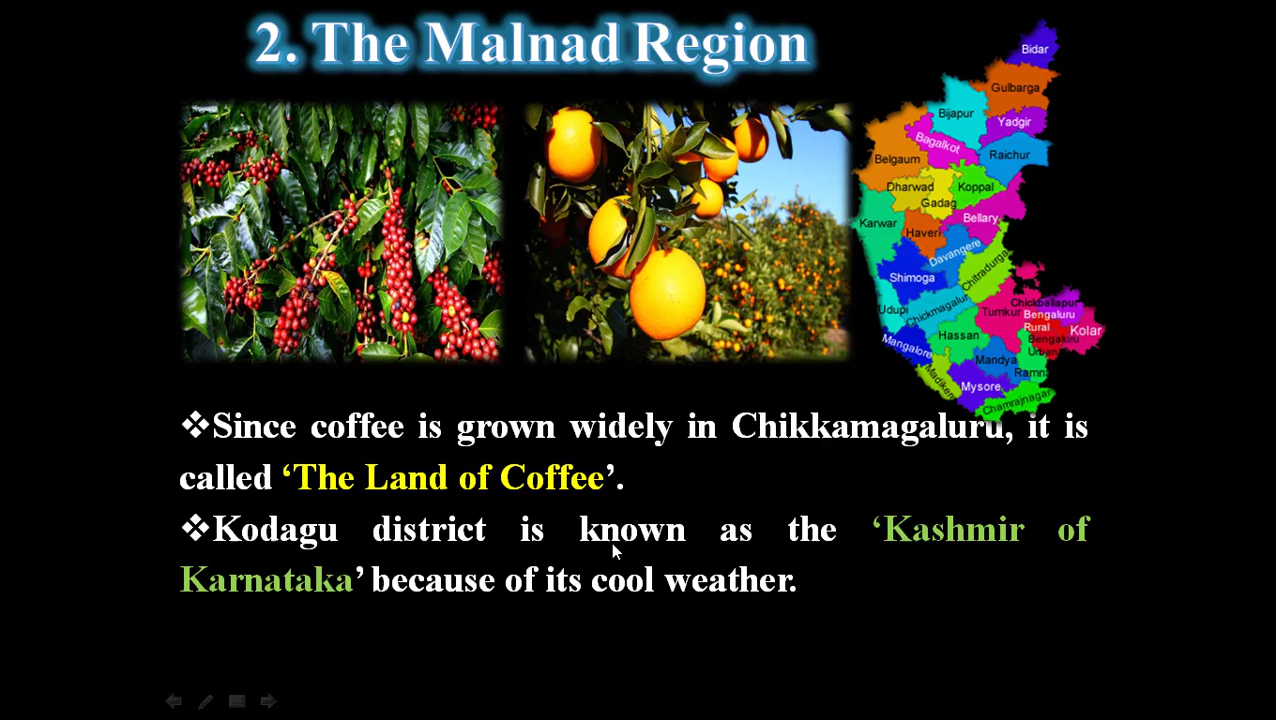 2. The Malnad Region
Bidar
Gulbarga
Bijapur
Yadgir
Bagalkot
Raichur
Belgaum
Dharwad
Koppal
Gadag
Karwar
Bellary
Haveri
Davangere
Shimoga
Chitradurga
Udupi
Chickmagalur
Chickballapur
Tumkur
Bengaluru
Rural
Kolar
Hassan
Bengaluru
Urban
Mangalore
Mandya
Ramna
Madikeri
Mysore
Chamrajnagar
❖Since coffee is grown widely in Chikkamagaluru, it is
called ‘The Land of Coffee’.
❖Kodagu district is known as the ‘Kashmir of
Karnataka’ because of its cool weather.